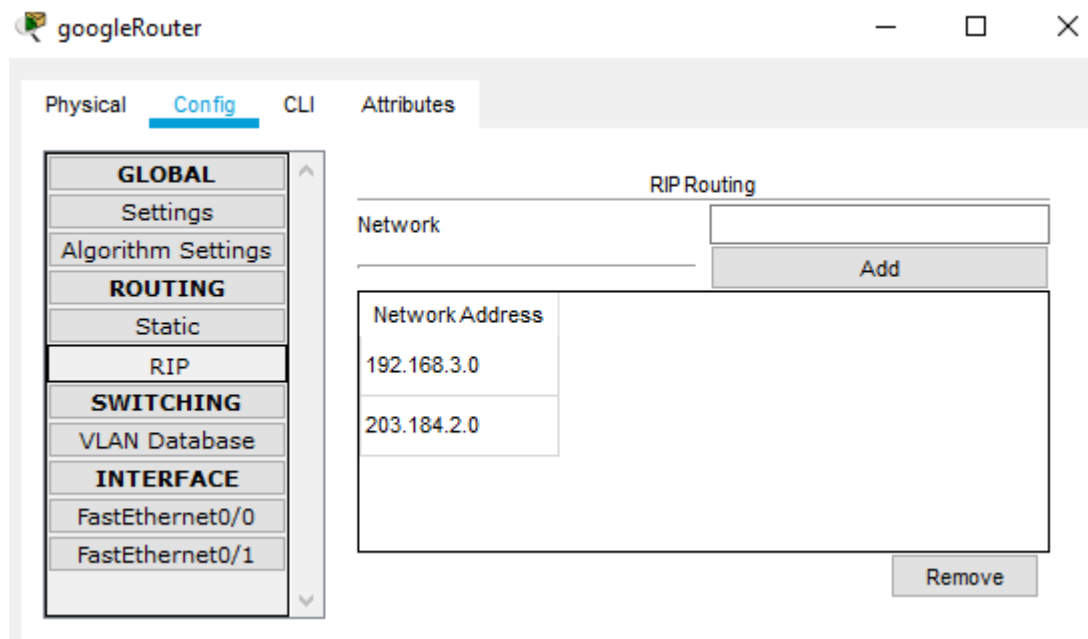 googleRouter
Physical Config CLI Attributes
GLOBAL
Settings
Algorithm Settings
ROUTING
Static
RIP
SWITCHING
VLAN Database
INTERFACE
FastEthernet0/0
FastEthernet0/1
RIP Routing
Network
Add
Network Address
192.168.3.0
203.184.2.0
Remove